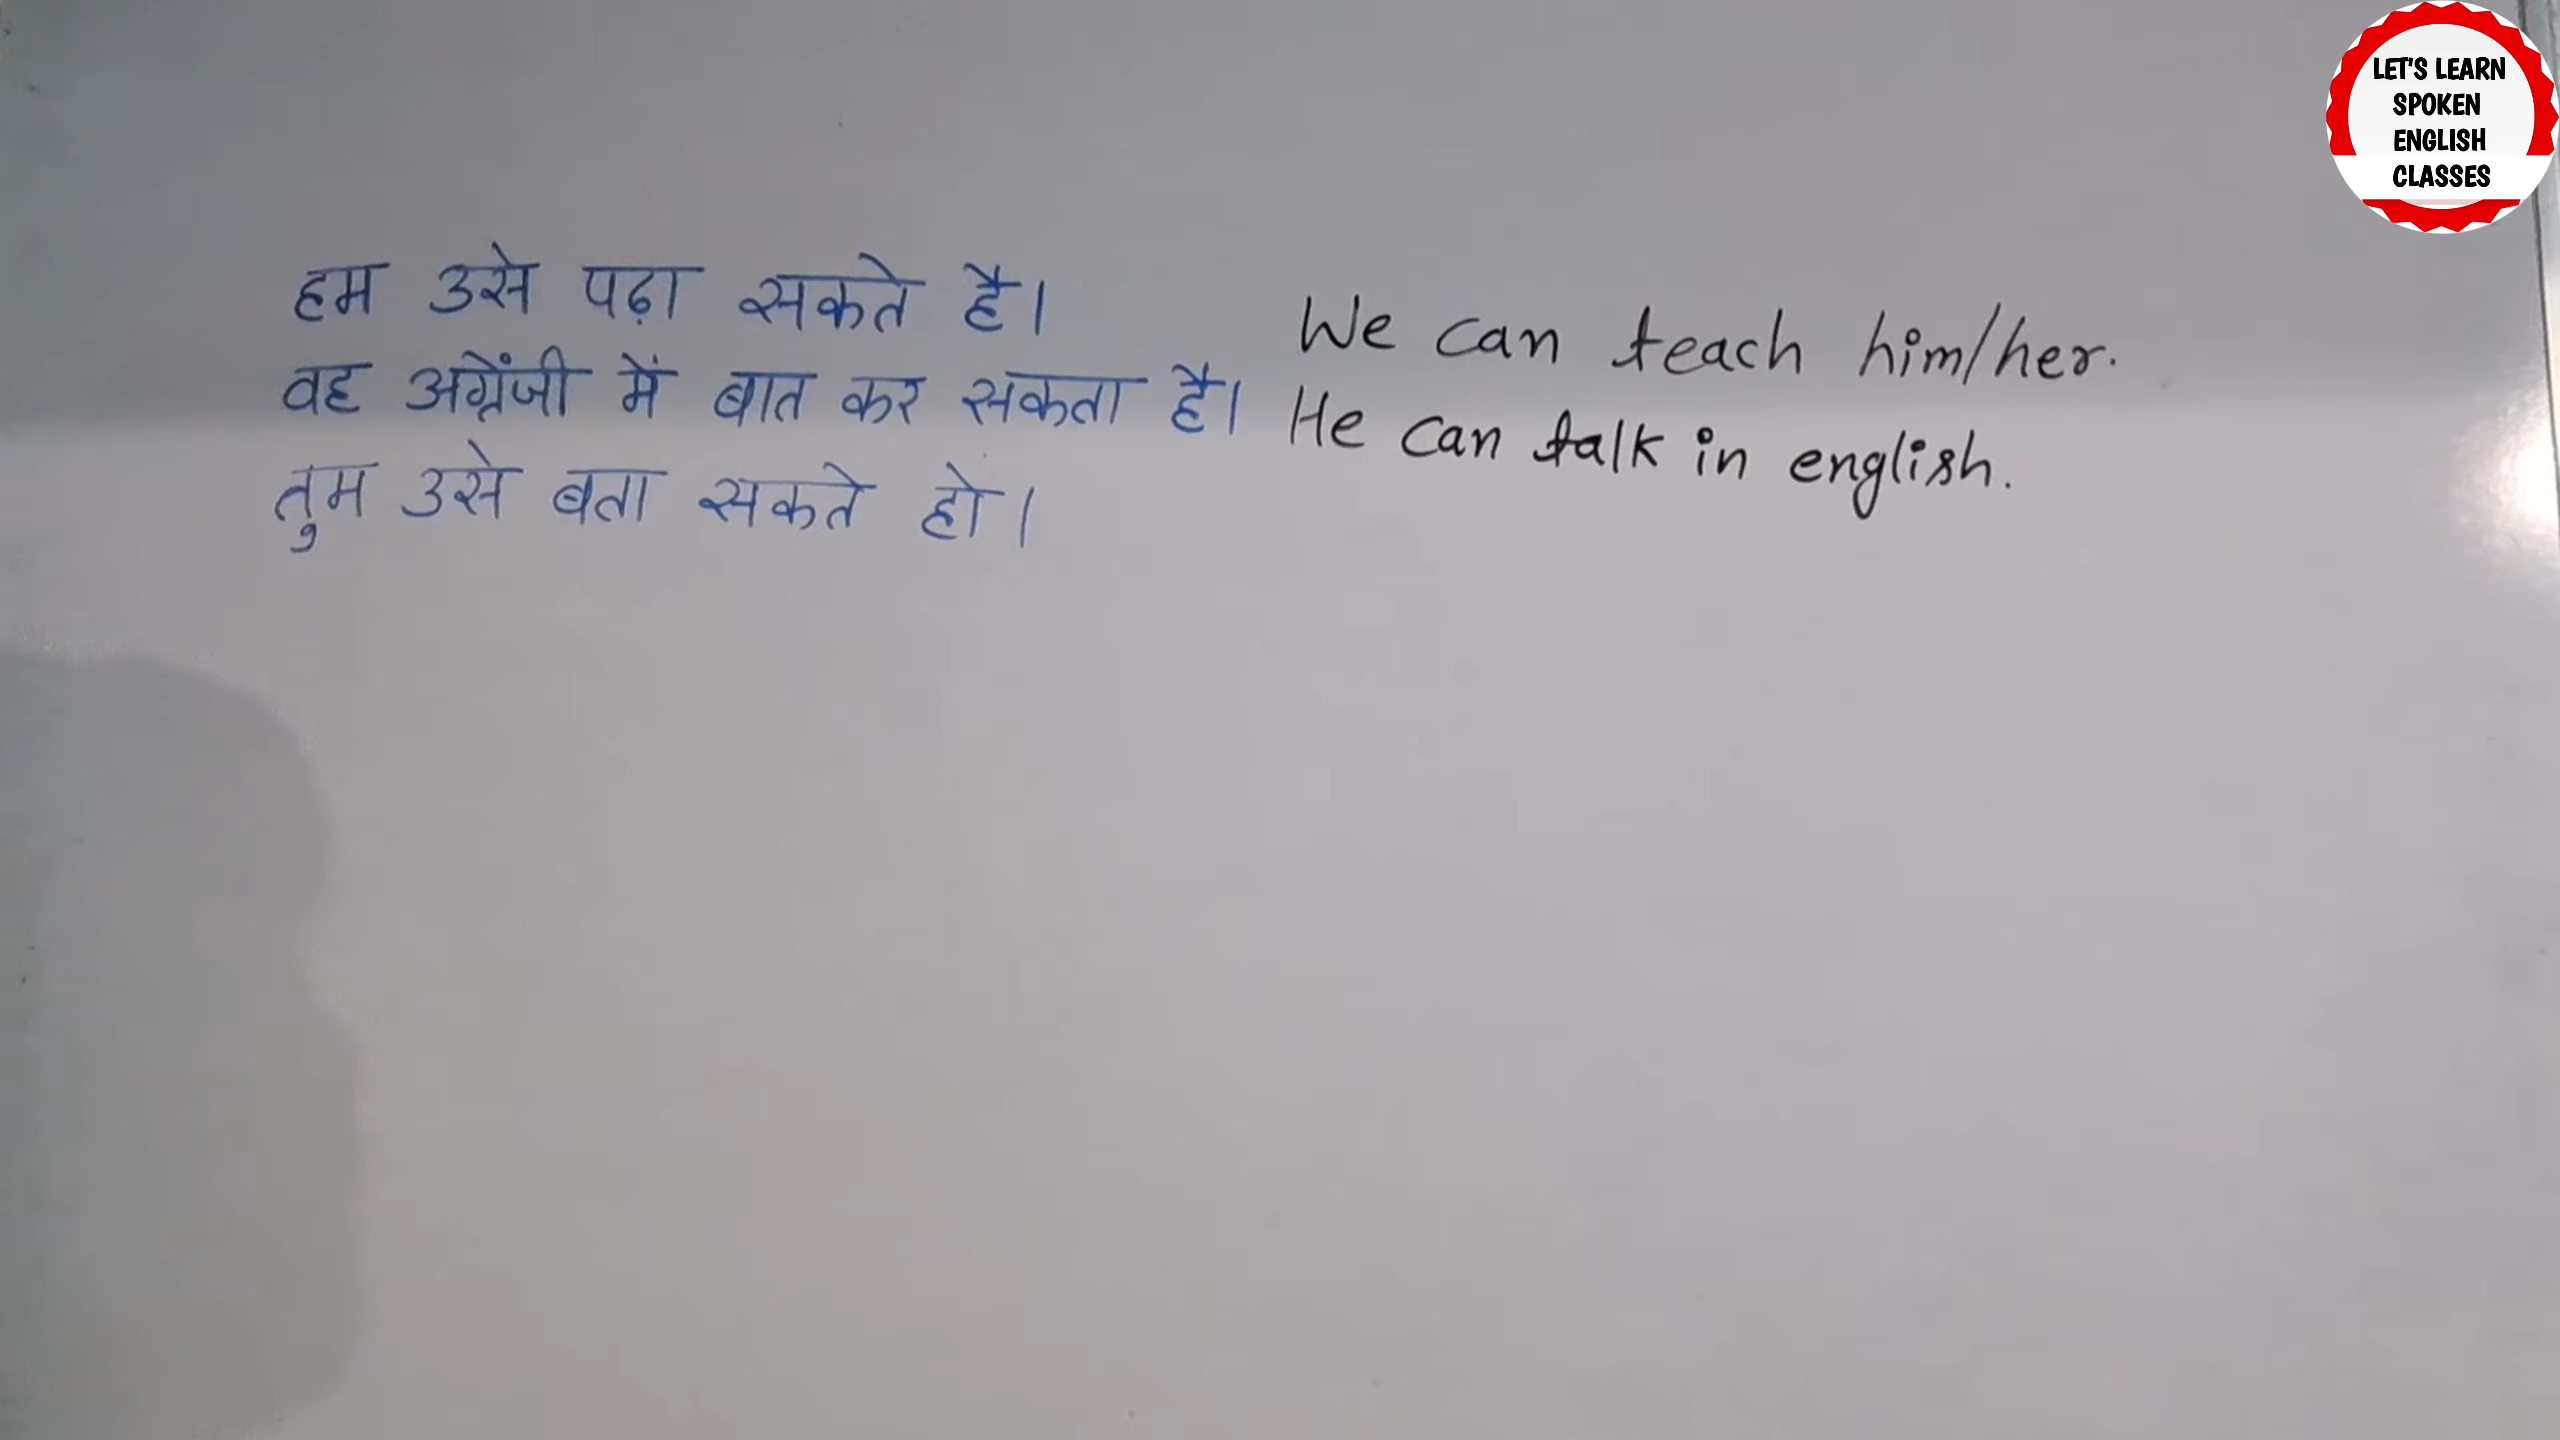 LET'S LEARN
SPOKEN
ENGLISH
CLASSES
हम उसे पढ़ा सकते है। We can teach him/her.
वह अग्रेंजी में बात कर सकता है। He can talk in english.
तुम उसे बता सकते हो।